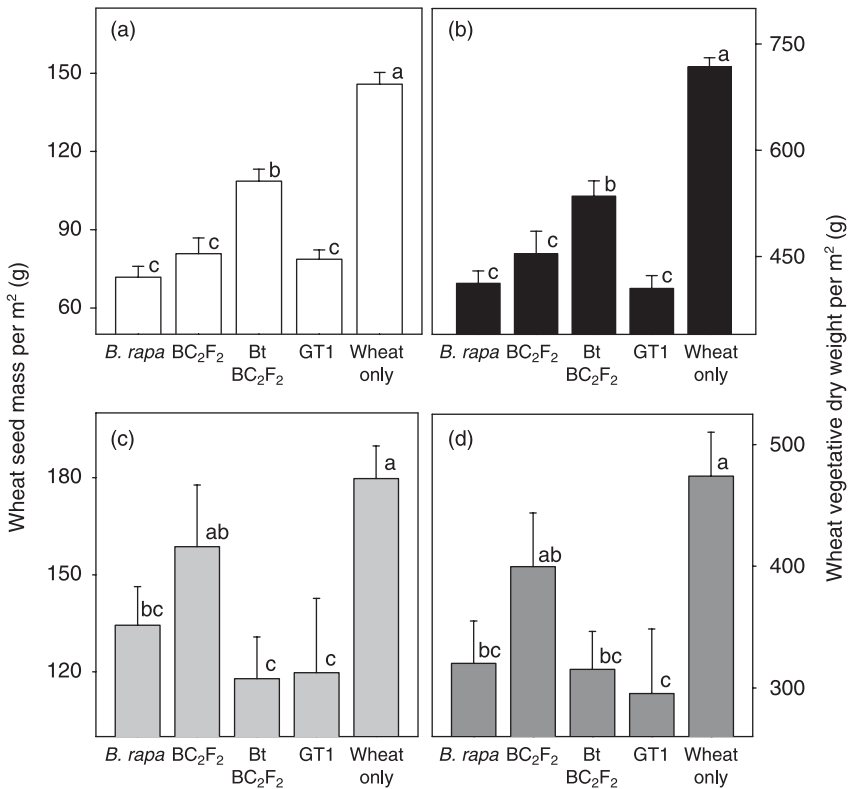 Wheat seed mass per m² (g)
(a)
150
120
90
60
c
c
b
c
a
B. rapa BC₂F₂ Bt GT1 Wheat
BC₂F₂ only
(b)
750
600
450
c
c
b
c
a
B. rapa BC₂F₂ Bt GT1 Wheat
BC₂F₂ only
Wheat vegetative dry weight per m² (g)
(c)
180
150
120
bc
ab
c
c
a
B. rapa BC₂F₂ Bt GT1 Wheat
BC₂F₂ only
(d)
500
400
300
bc
ab
bc
c
a
B. rapa BC₂F₂ Bt GT1 Wheat
BC₂F₂ only